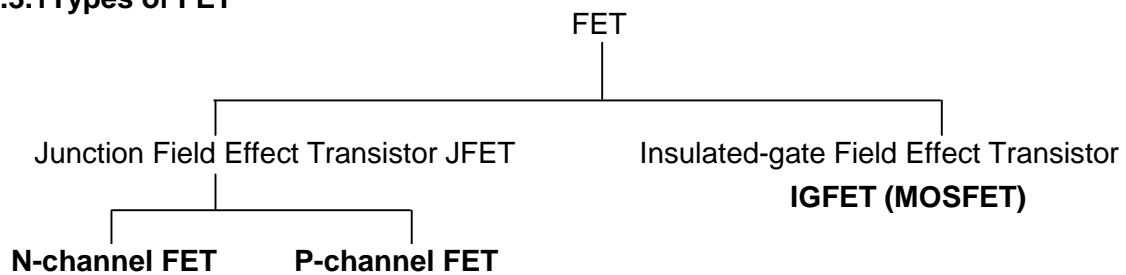 .3.1Types of FET
FET
Junction Field Effect Transistor JFET
Insulated-gate Field Effect Transistor
IGFET (MOSFET)
N-channel FET
P-channel FET